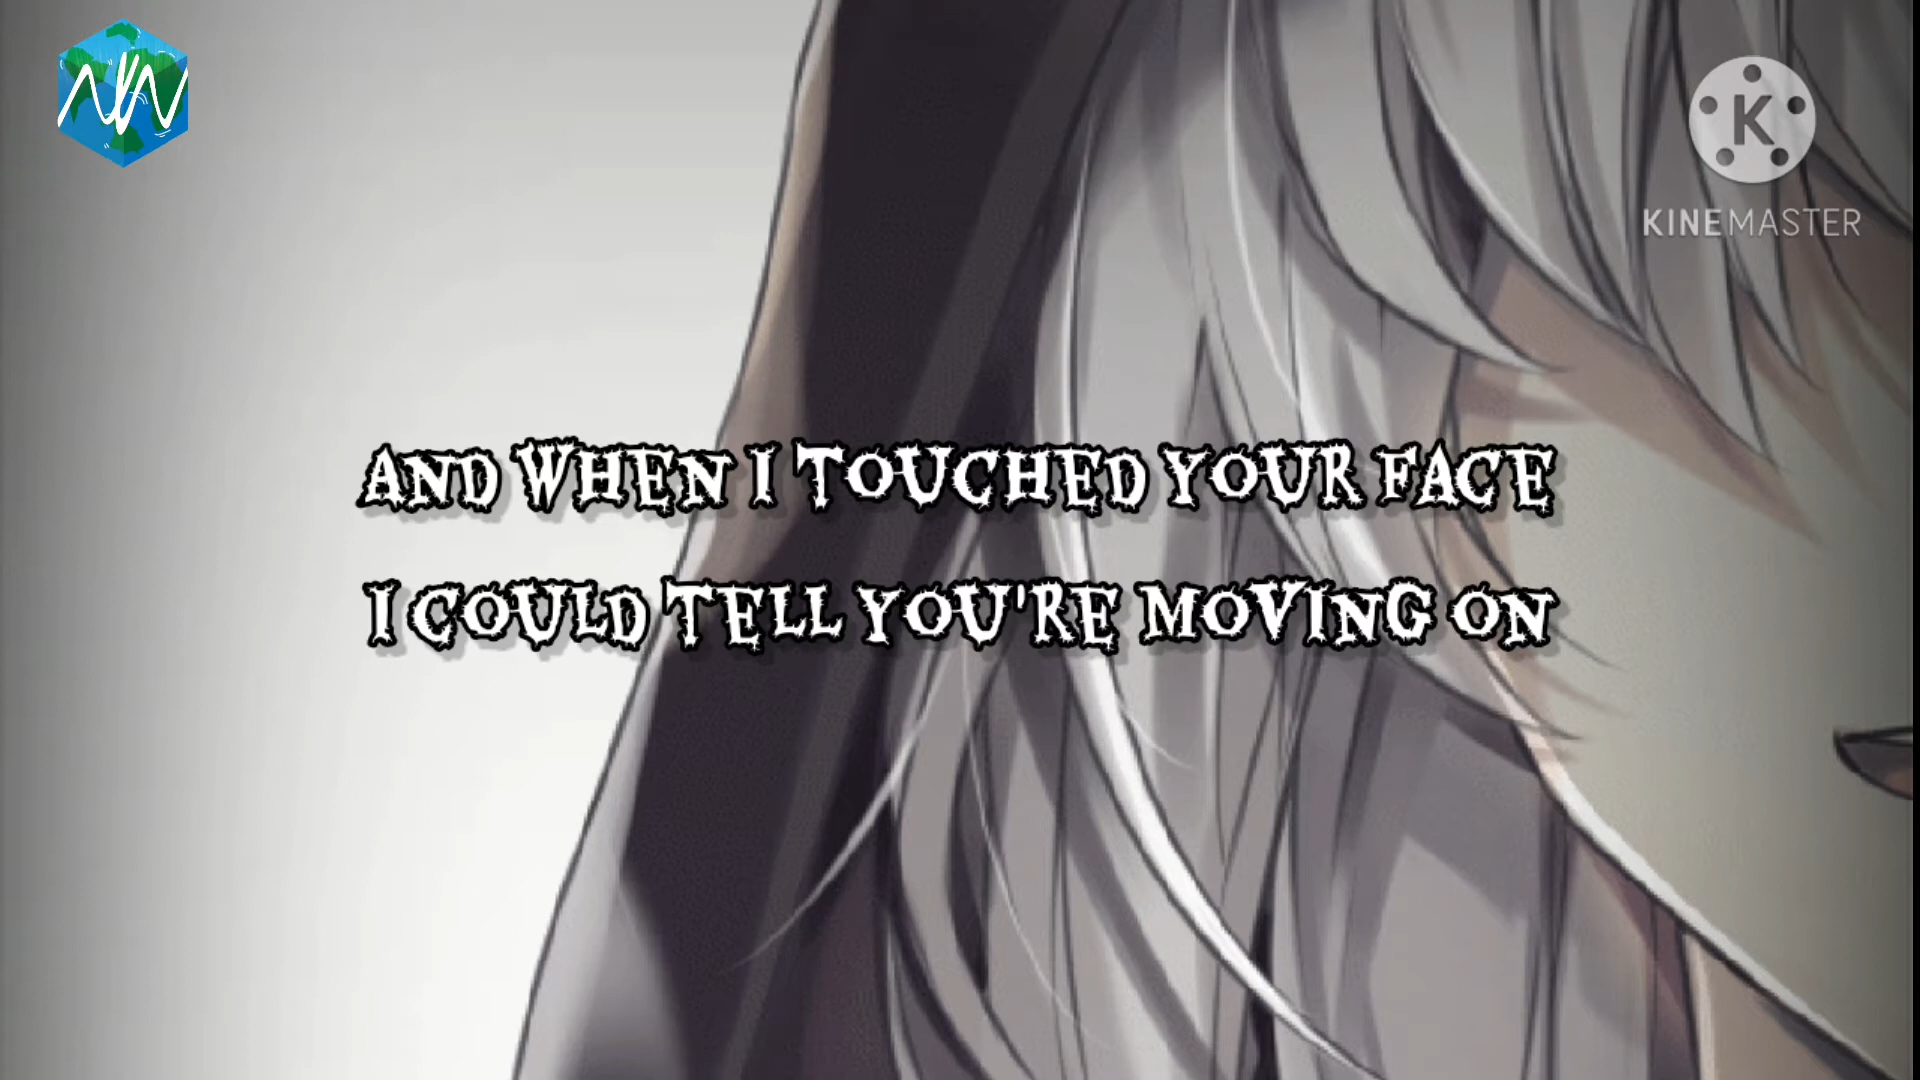 K
KINEMASTER
AND WHEN I TOUCHED YOUR FACE
I COULD TELL YOU'RE MOVING ON